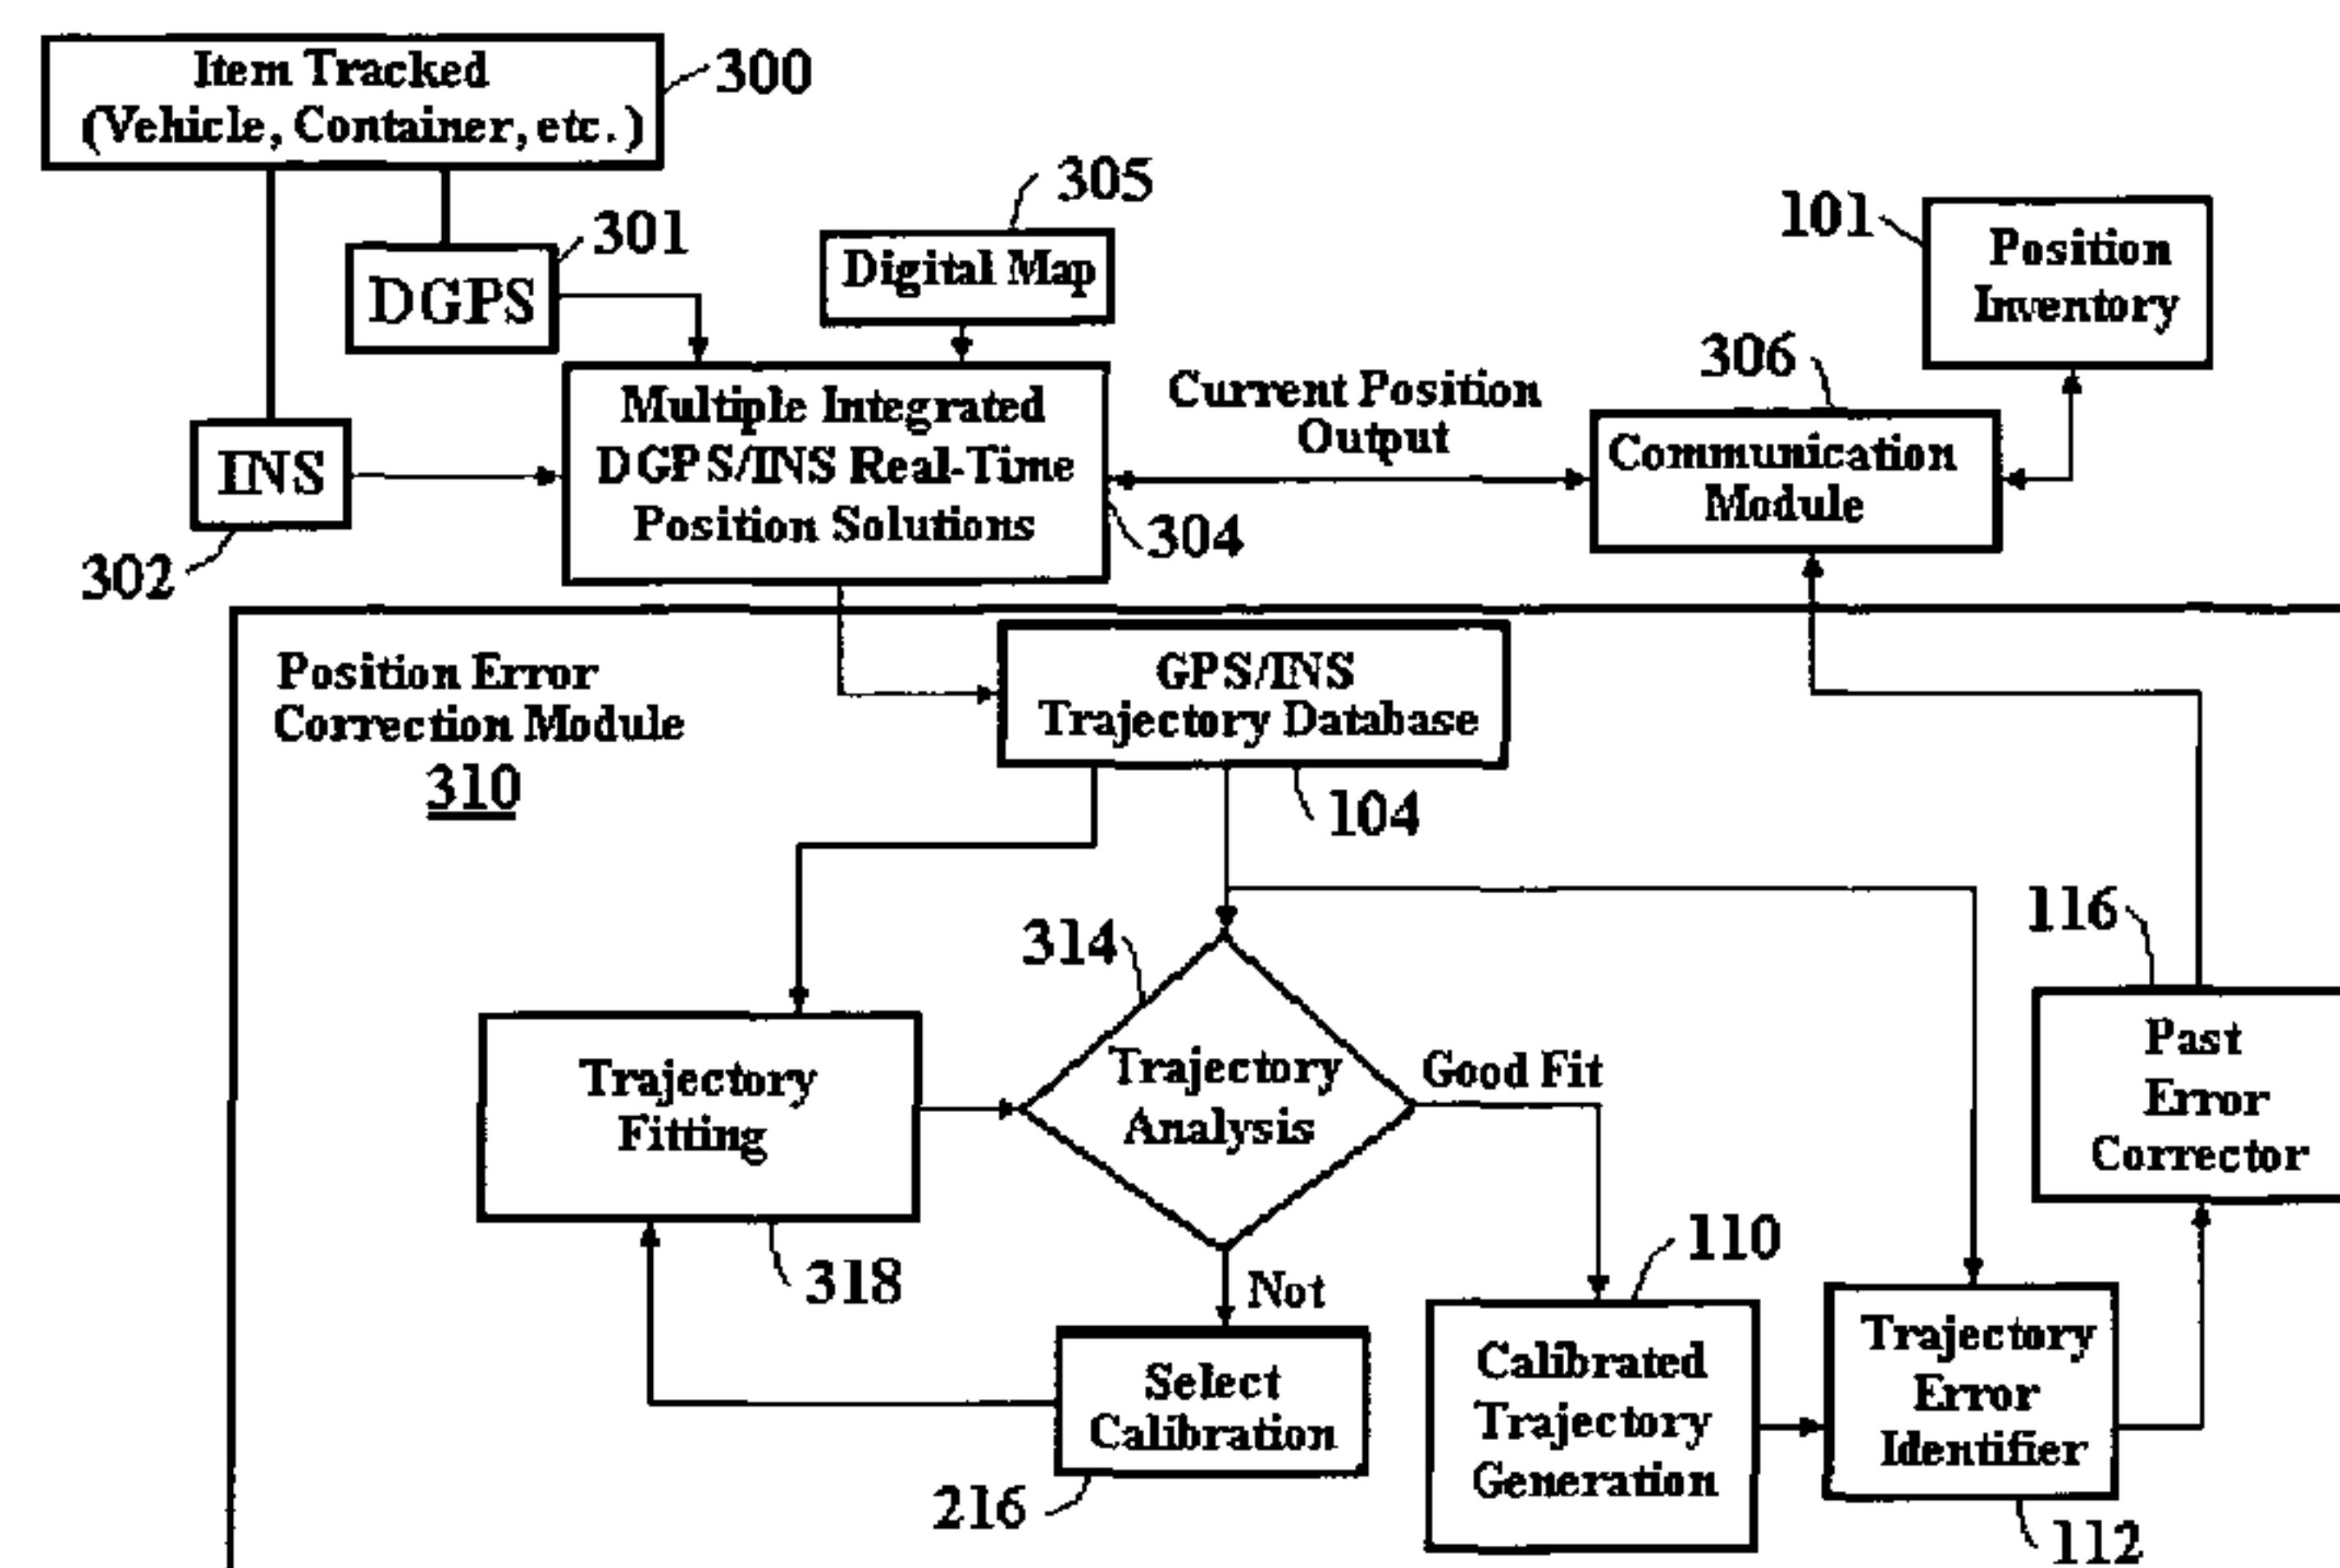 Item Tracked
(Vehicle, Container, etc.)
300
305
301
DGPS
Digital Map
101
Position
Inventory
306
INS
302
Multiple Integrated
DGPS/INS Real-Time
Position Solutions
304
Current Position
Output
Communication
Module
Position Error
Correction Module
310
GPS/INS
Trajectory Database
104
314
116
Trajectory
Fitting
318
Trajectory
Analysis
Good Fit
Not
Past
Error
Corrector
110
Select
Calibration
216
Calibrated
Trajectory
Generation
Trajectory
Error
Identifier
112